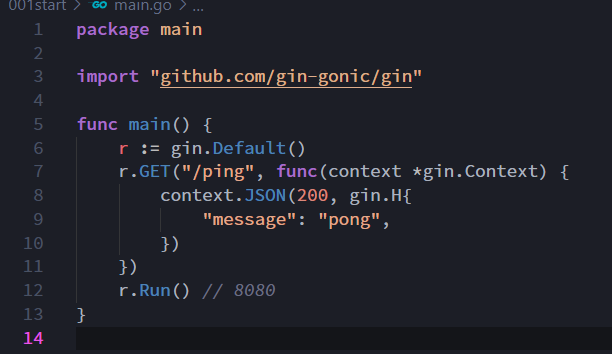 001start > GO main.go > ...
1 package main
2
3 import "github.com/gin-gonic/gin"
4
5 func main() {
6     r := gin.Default()
7     r.GET("/ping", func(context *gin.Context) {
8         context.JSON(200, gin.H{
9             "message": "pong",
10         })
11     })
12     r.Run() // 8080
13 }
14